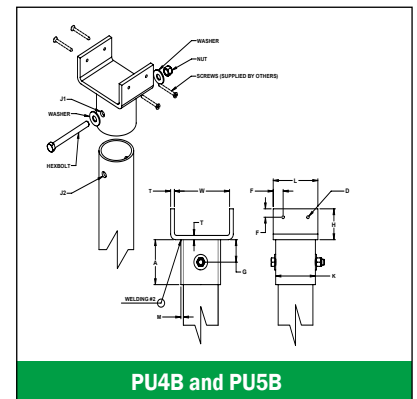 WASHER
NUT
SCREWS (SUPPLIED BY OTHERS)
J1
WASHER
HEXBOLT
J2
T
W
T
A
G
WELDING #2
M
L
F
D
F
H
K
PU4B and PU5B